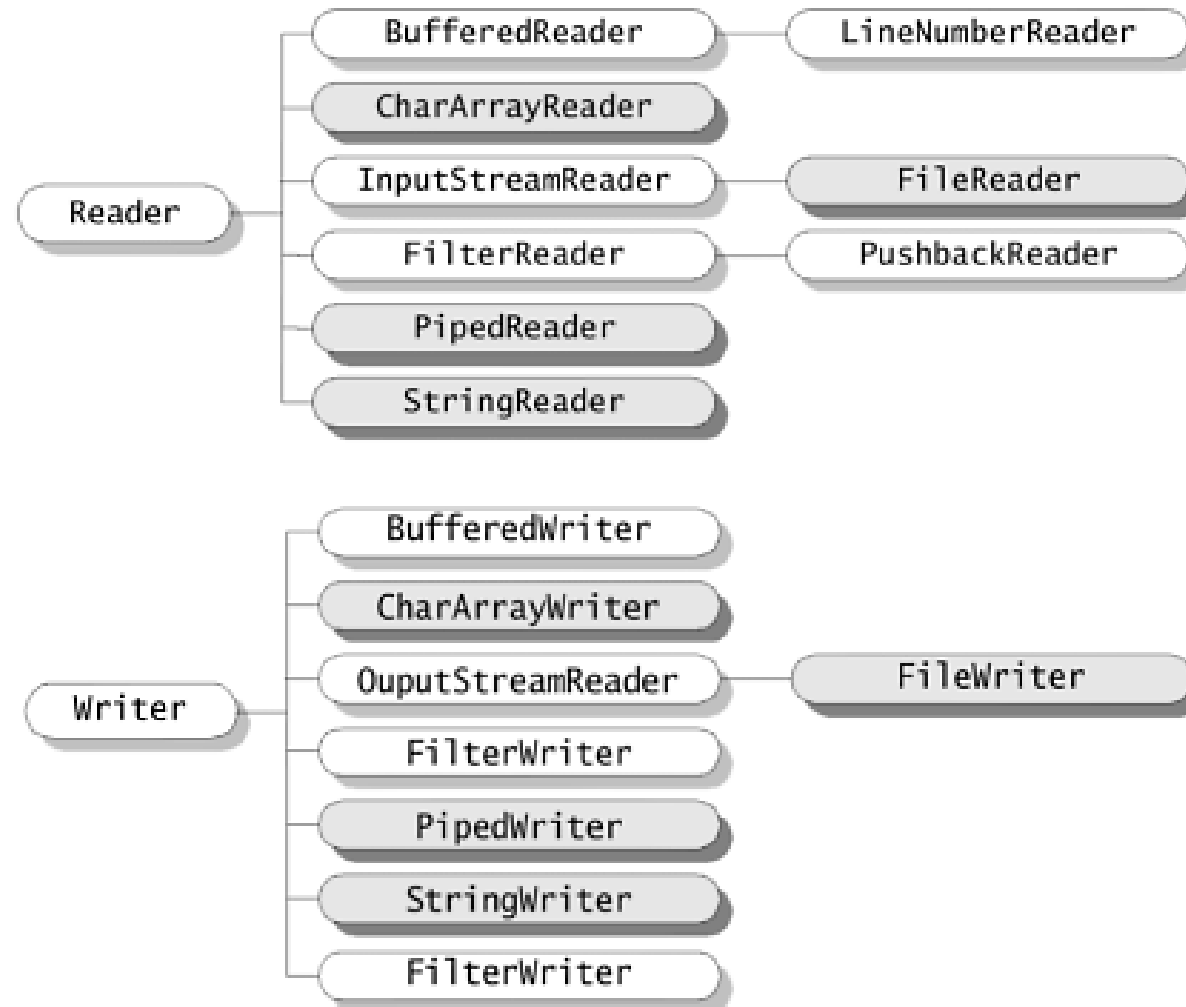 BufferedReader
LineNumberReader
CharArrayReader
InputStreamReader
FileReader
Reader
FilterReader
PushbackReader
PipedReader
StringReader
BufferedWriter
CharArrayWriter
OuputStreamReader
FileWriter
Writer
FilterWriter
PipedWriter
StringWriter
FilterWriter